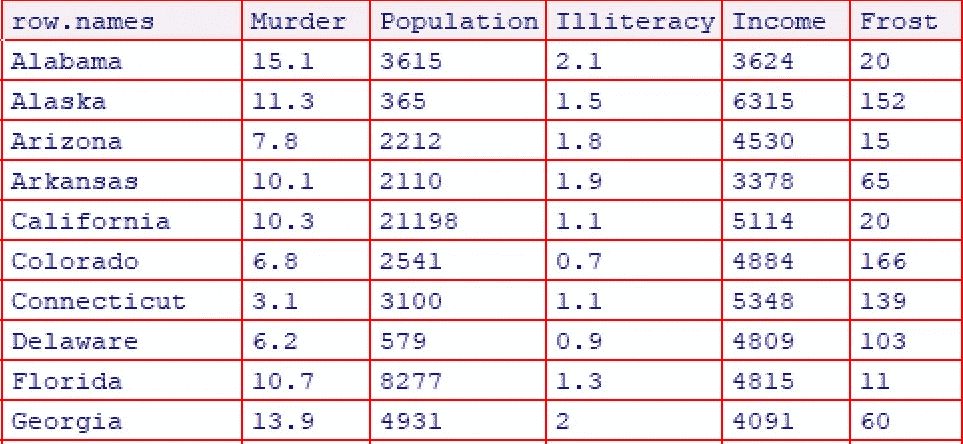 row.names Murder Population Illiteracy Income Frost
Alabama 15.1 3615 2.1 3624 20
Alaska 11.3 365 1.5 6315 152
Arizona 7.8 2212 1.8 4530 15
Arkansas 10.1 2110 1.9 3378 65
California 10.3 21198 1.1 5114 20
Colorado 6.8 2541 0.7 4884 166
Connecticut 3.1 3100 1.1 5348 139
Delaware 6.2 579 0.9 4809 103
Florida 10.7 8277 1.3 4815 11
Georgia 13.9 4931 2 4091 60